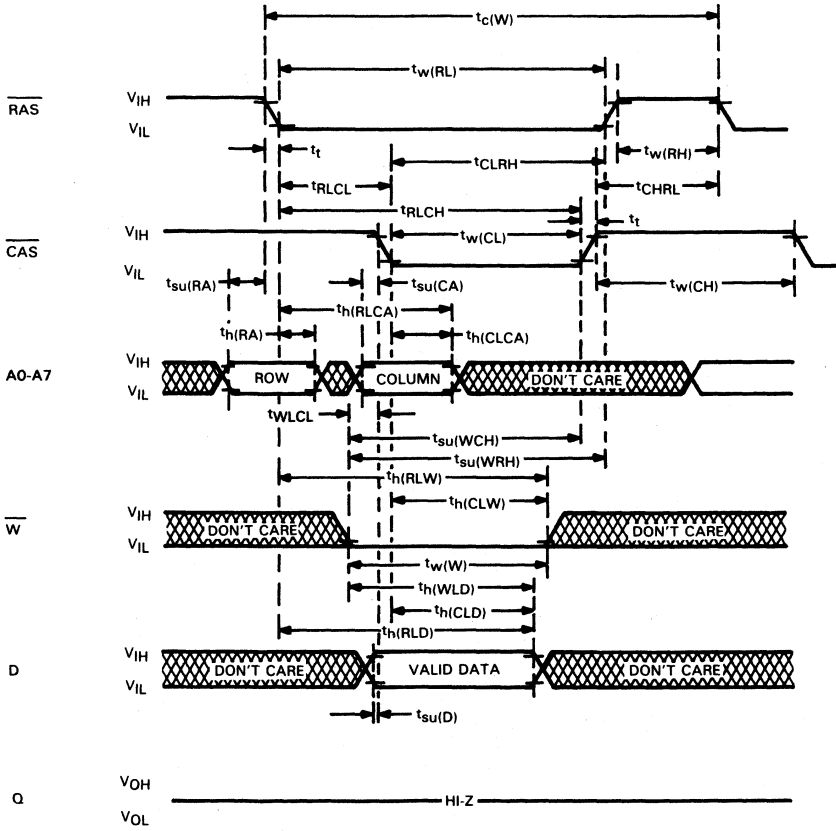 tc(W)
tw(RL)
RAS
VIH
VIL
tt
tCLRH
tw(RH)
tRLCL
tCHRL
tRLCH
tt
CAS
VIH
tw(CL)
VIL
tsu(RA)
tsu(CA)
tw(CH)
th(RLCA)
th(RA)
th(CLCA)
A0-A7
VIH
VIL
ROW
COLUMN
DON'T CARE
tWLCL
tsu(WCH)
tsu(WRH)
th(RLW)
th(CLW)
W
VIH
VIL
DON'T CARE
DON'T CARE
tw(W)
th(WLD)
th(CLD)
th(RLD)
D
VIH
VIL
DON'T CARE
VALID DATA
DON'T CARE
tsu(D)
Q
VOH
HI-Z
VOL